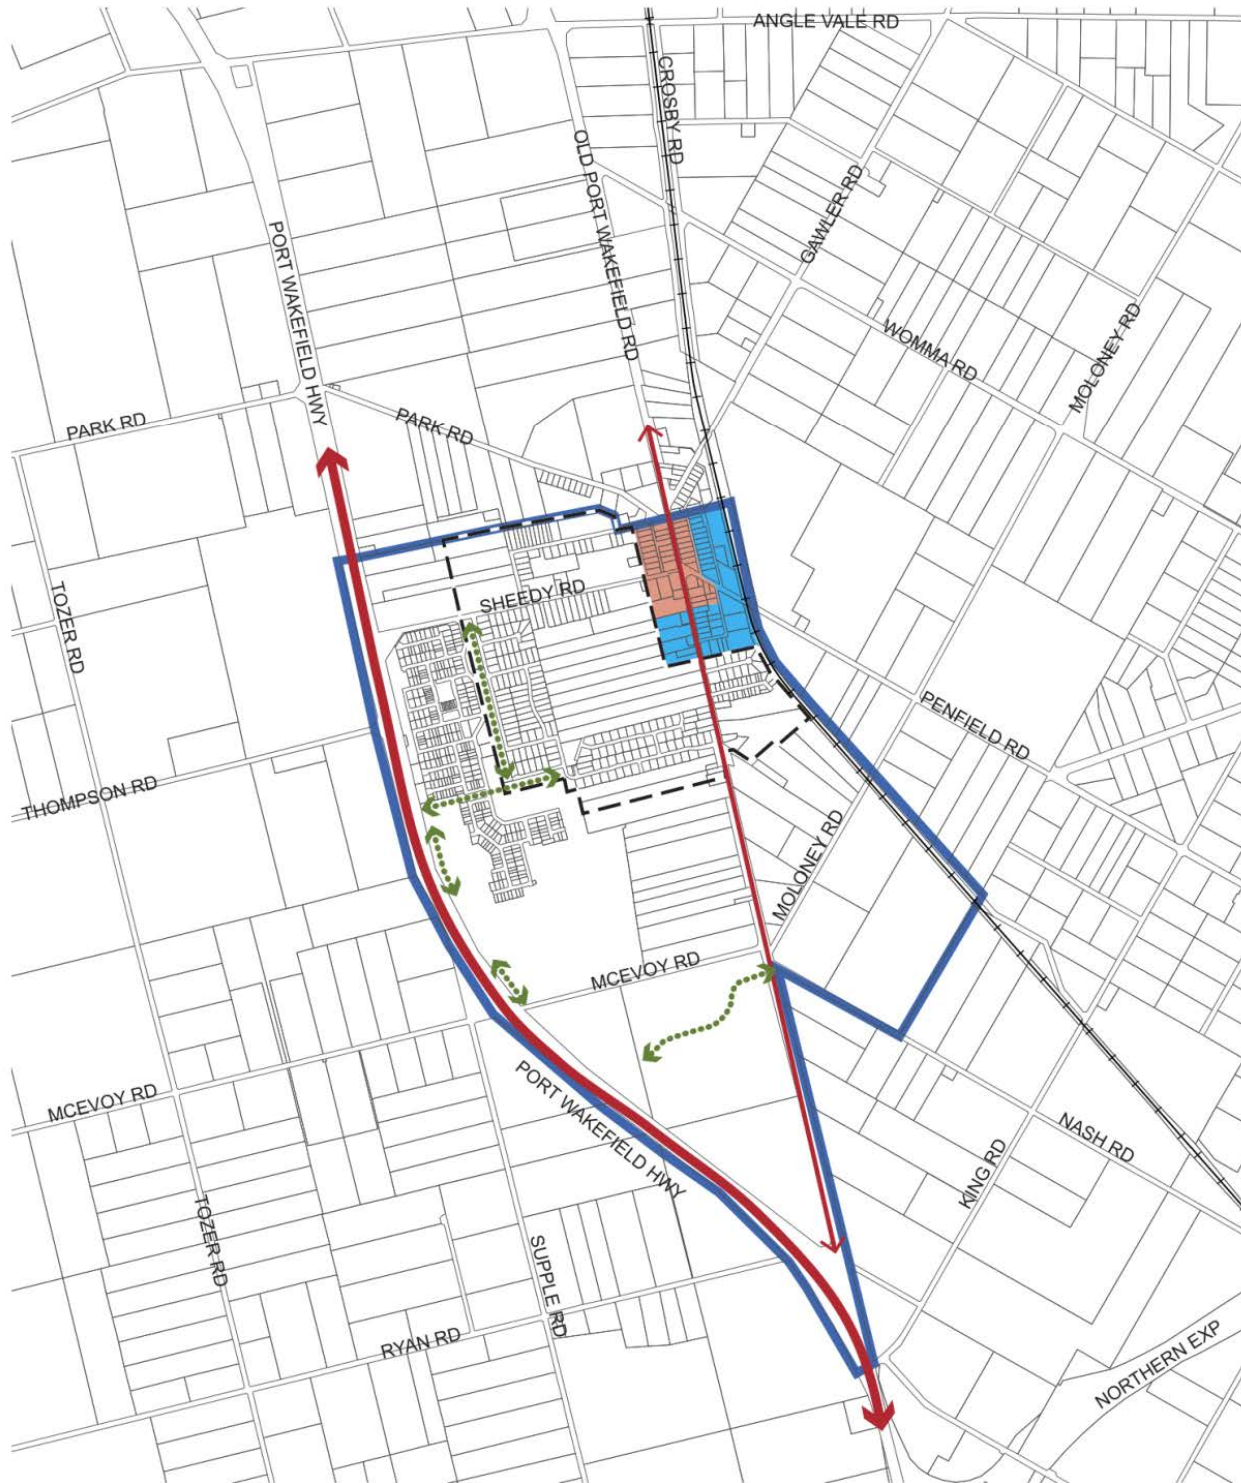 ANGLE VALE RD
CROSBY RD
OLD PORT WAKEFIELD RD
GAWLER RD
PORT WAKEFIELD HWY
WOMMA RD
MOLONEY RD
PARK RD
PARK RD
TOZER RD
SHEEDY RD
PENFIELD RD
THOMPSON RD
MOLONEY RD
MCEVOY RD
MCEVOY RD
PORT WAKEFIELD HWY
NASH RD
KING RD
TOZER RD
SUPPLE RD
RYAN RD
NORTHERN EXP